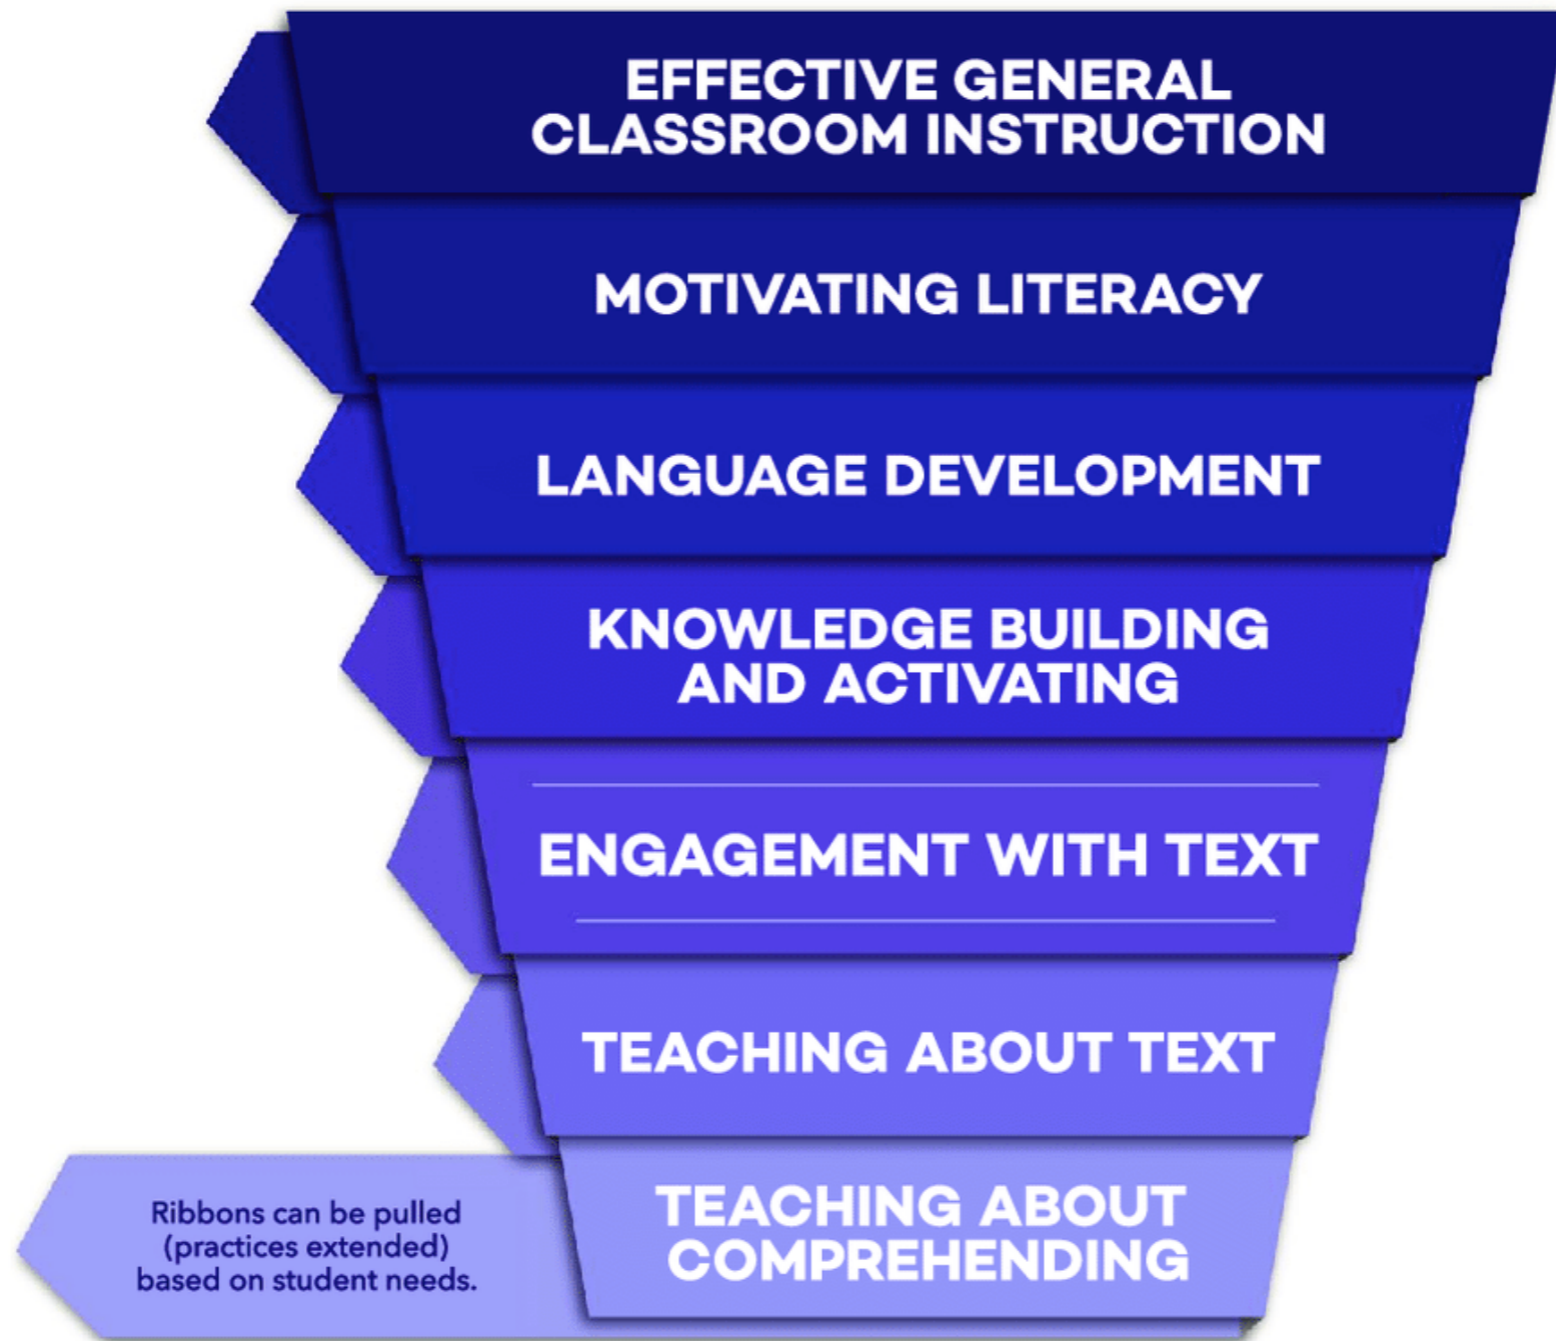 EFFECTIVE GENERAL
CLASSROOM INSTRUCTION
MOTIVATING LITERACY
LANGUAGE DEVELOPMENT
KNOWLEDGE BUILDING
AND ACTIVATING
ENGAGEMENT WITH TEXT
TEACHING ABOUT TEXT
Ribbons can be pulled
(practices extended)
based on student needs.
TEACHING ABOUT
COMPREHENDING